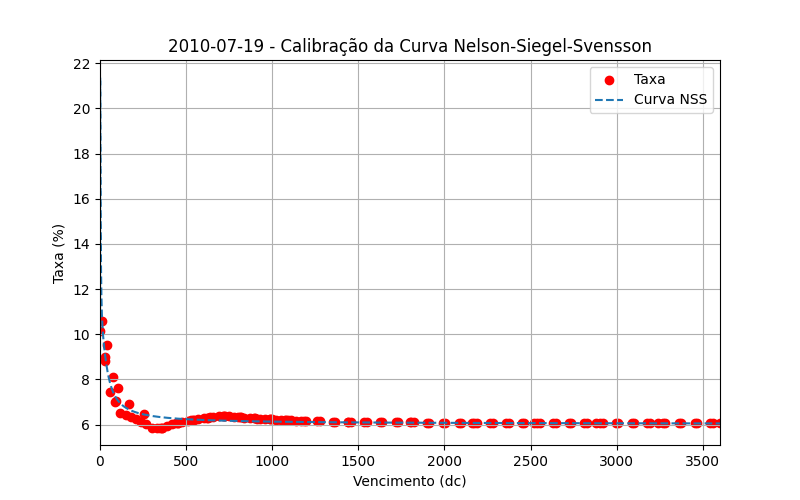 2010-07-19 - Calibração da Curva Nelson-Siegel-Svensson
Taxa
Curva NSS
Taxa (%)
22
20
18
16
14
12
10
8
6
0 500 1000 1500 2000 2500 3000 3500
Vencimento (dc)